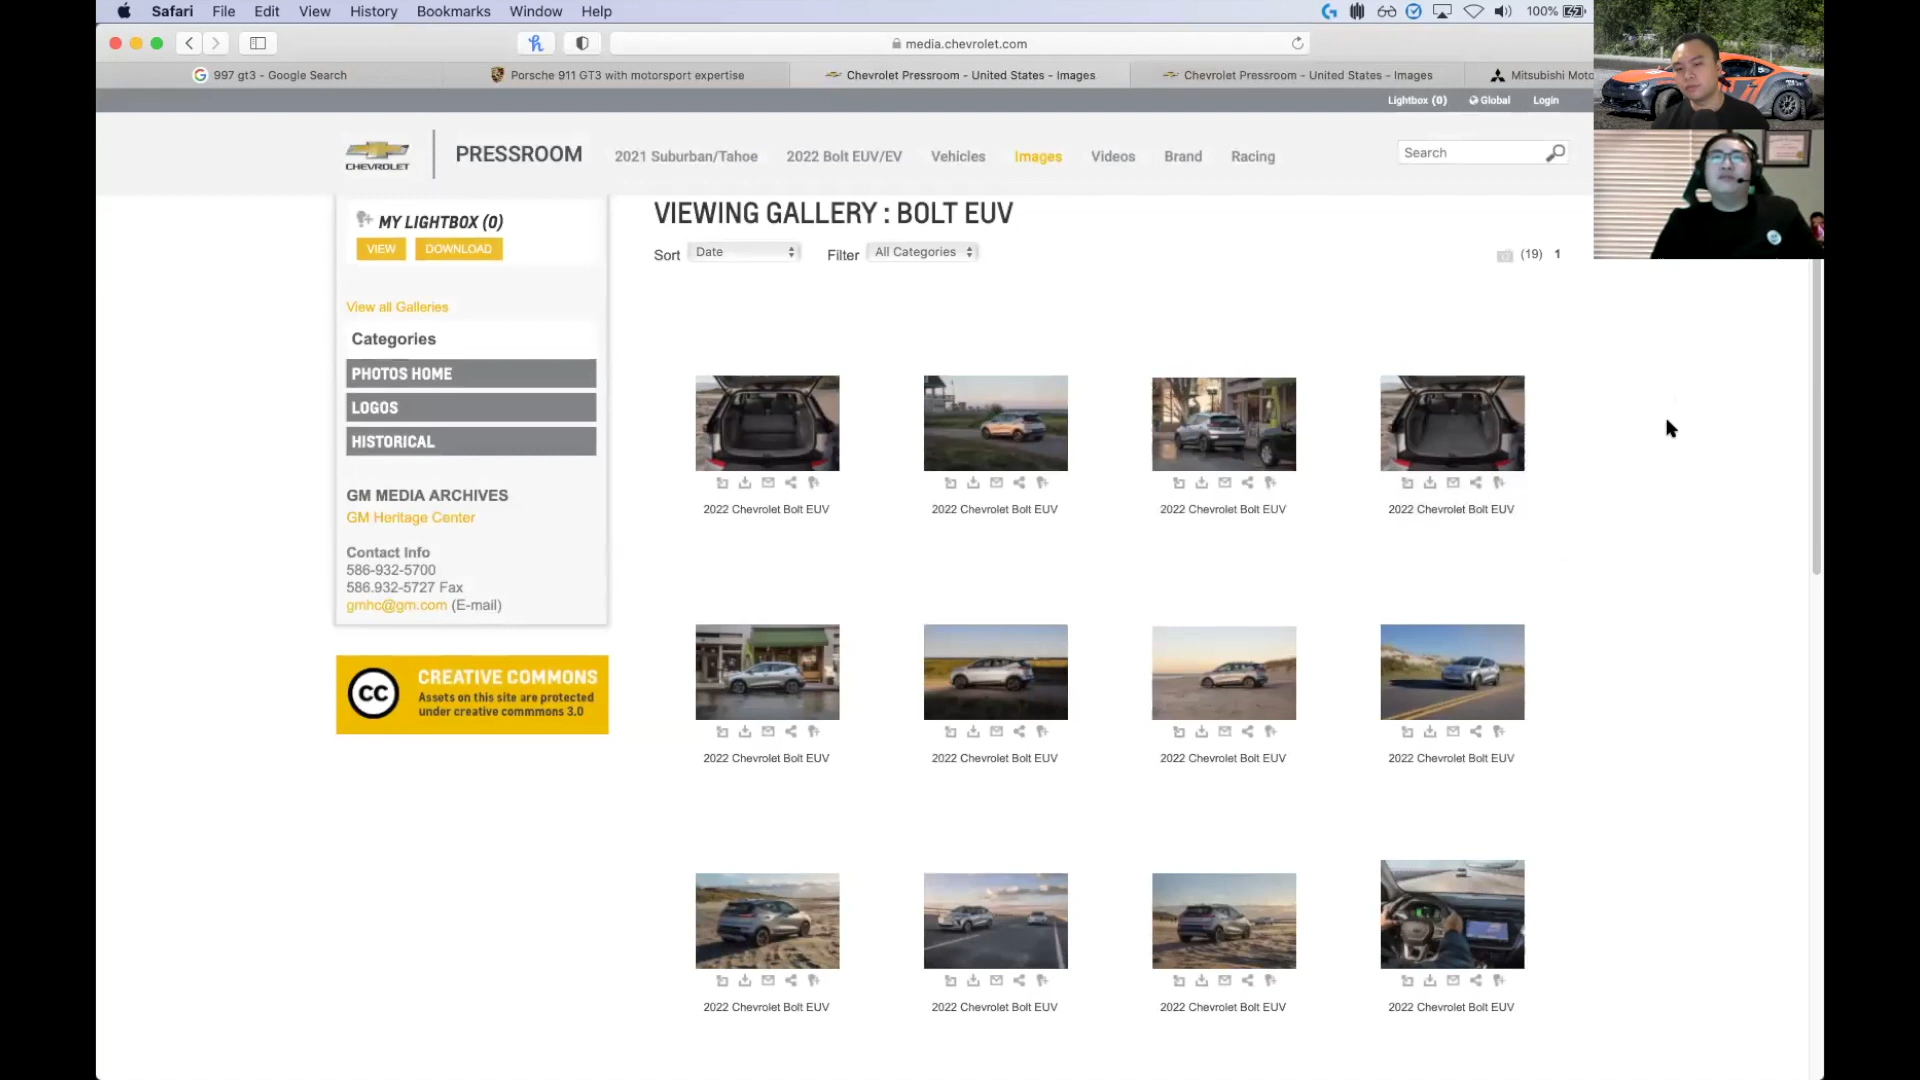 Safari File Edit View History Bookmarks Window Help 100%
media.chevrolet.com
997 gt3 - Google Search Porsche 911 GT3 with motorsport expertise Chevrolet Pressroom - United States - Images Chevrolet Pressroom - United States - Images Mitsubishi Moto
Lightbox (0) Global Login
CHEVROLET PRESSROOM 2021 Suburban/Tahoe 2022 Bolt EUV/EV Vehicles Images Videos Brand Racing Search
MY LIGHTBOX (0)
VIEW DOWNLOAD
View all Galleries
Categories
PHOTOS HOME
LOGOS
HISTORICAL
GM MEDIA ARCHIVES
GM Heritage Center
Contact Info
586-932-5700
586.932-5727 Fax
gmhc@gm.com (E-mail)
CC CREATIVE COMMONS
Assets on this site are protected
under creative commmons 3.0
VIEWING GALLERY : BOLT EUV
Sort Date Filter All Categories (19) 1
2022 Chevrolet Bolt EUV 2022 Chevrolet Bolt EUV 2022 Chevrolet Bolt EUV 2022 Chevrolet Bolt EUV
2022 Chevrolet Bolt EUV 2022 Chevrolet Bolt EUV 2022 Chevrolet Bolt EUV 2022 Chevrolet Bolt EUV
2022 Chevrolet Bolt EUV 2022 Chevrolet Bolt EUV 2022 Chevrolet Bolt EUV 2022 Chevrolet Bolt EUV